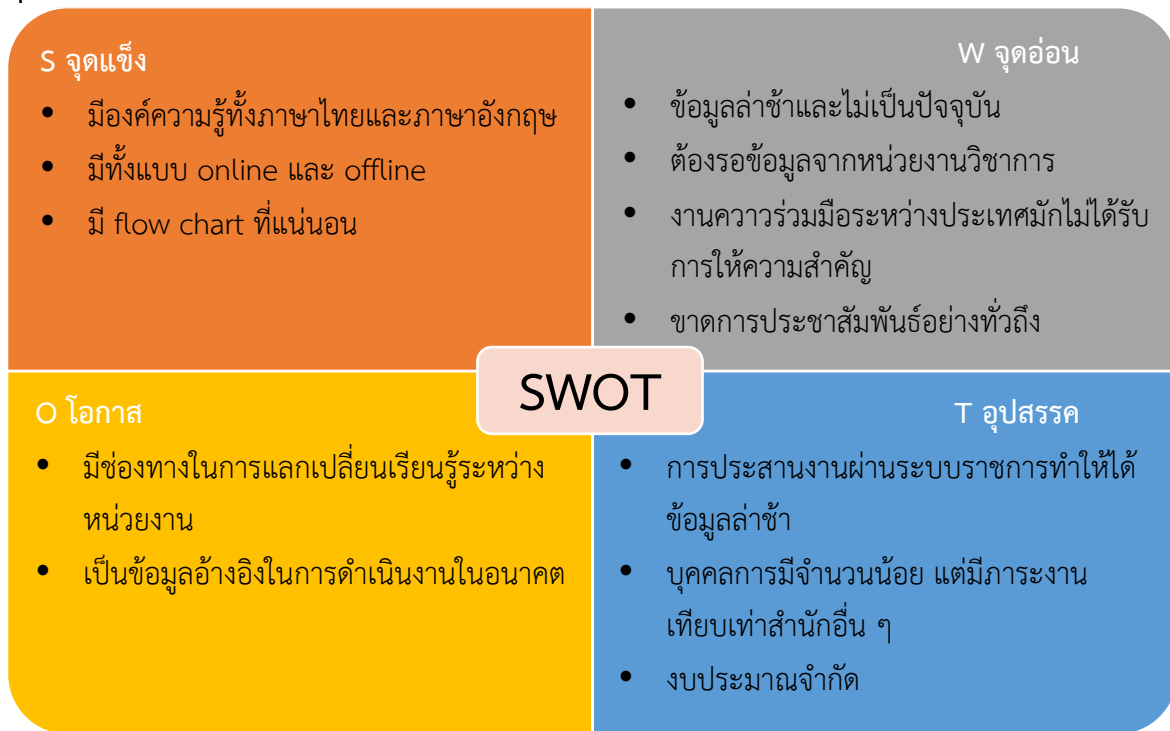 S จุดแข็ง
• มีองค์ความรู้ทั้งภาษาไทยและภาษาอังกฤษ
• มีทั้งแบบ online และ offline
• มี flow chart ที่แน่นอน
W จุดอ่อน
• ข้อมูลล่าช้าและไม่เป็นปัจจุบัน
• ต้องรอข้อมูลจากหน่วยงานวิชาการ
• งานควาวร่วมมือระหว่างประเทศมักไม่ได้รับ
การให้ความสำคัญ
• ขาดการประชาสัมพันธ์อย่างทั่วถึง
SWOT
O โอกาส
• มีช่องทางในการแลกเปลี่ยนเรียนรู้ระหว่าง
หน่วยงาน
• เป็นข้อมูลอ้างอิงในการดำเนินงานในอนาคต
T อุปสรรค
• การประสานงานผ่านระบบราชการทำให้ได้
ข้อมูลล่าช้า
• บุคคลการมีจำนวนน้อย แต่มีภาระงาน
เทียบเท่าสำนักอื่น ๆ
• งบประมาณจำกัด